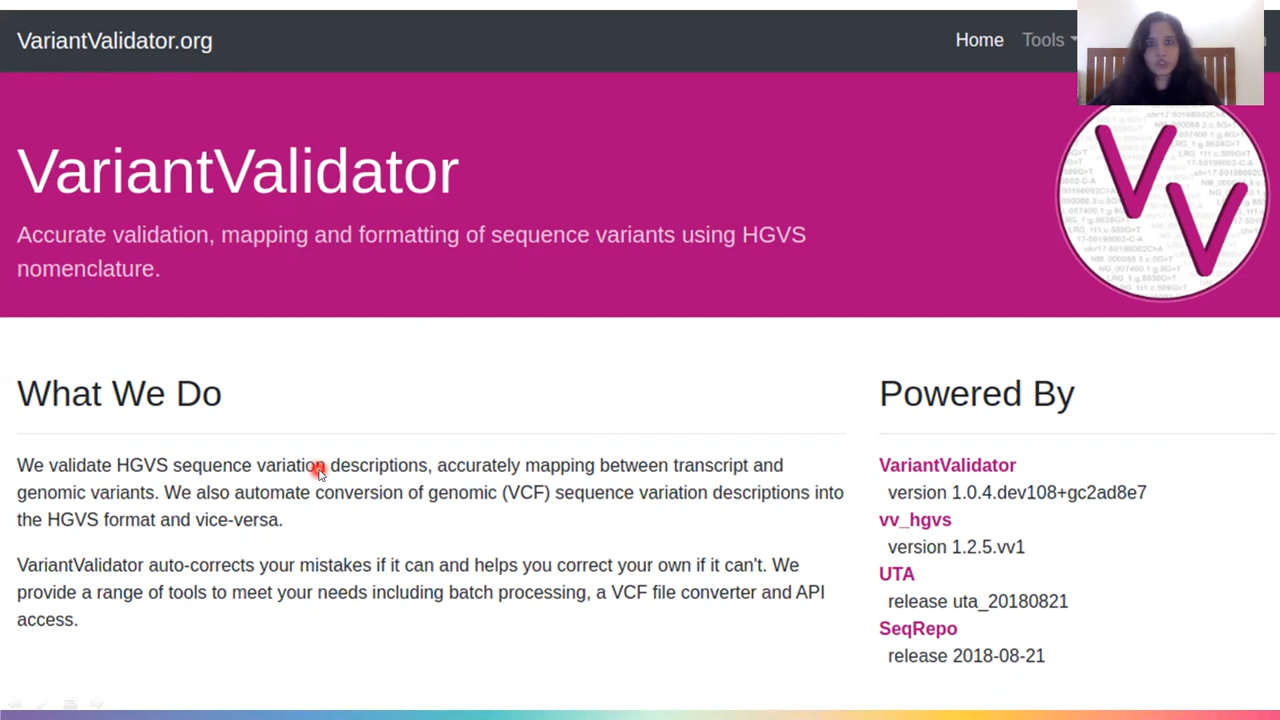 VariantValidator.org
Home Tools
VariantValidator
Accurate validation, mapping and formatting of sequence variants using HGVS
nomenclature.
VV
What We Do
We validate HGVS sequence variation descriptions, accurately mapping between transcript and
genomic variants. We also automate conversion of genomic (VCF) sequence variation descriptions into
the HGVS format and vice-versa.
VariantValidator auto-corrects your mistakes if it can and helps you correct your own if it can't. We
provide a range of tools to meet your needs including batch processing, a VCF file converter and API
access.
Powered By
VariantValidator
version 1.0.4.dev108+gc2ad8e7
vv_hgvs
version 1.2.5.vv1
UTA
release uta_20180821
SeqRepo
release 2018-08-21